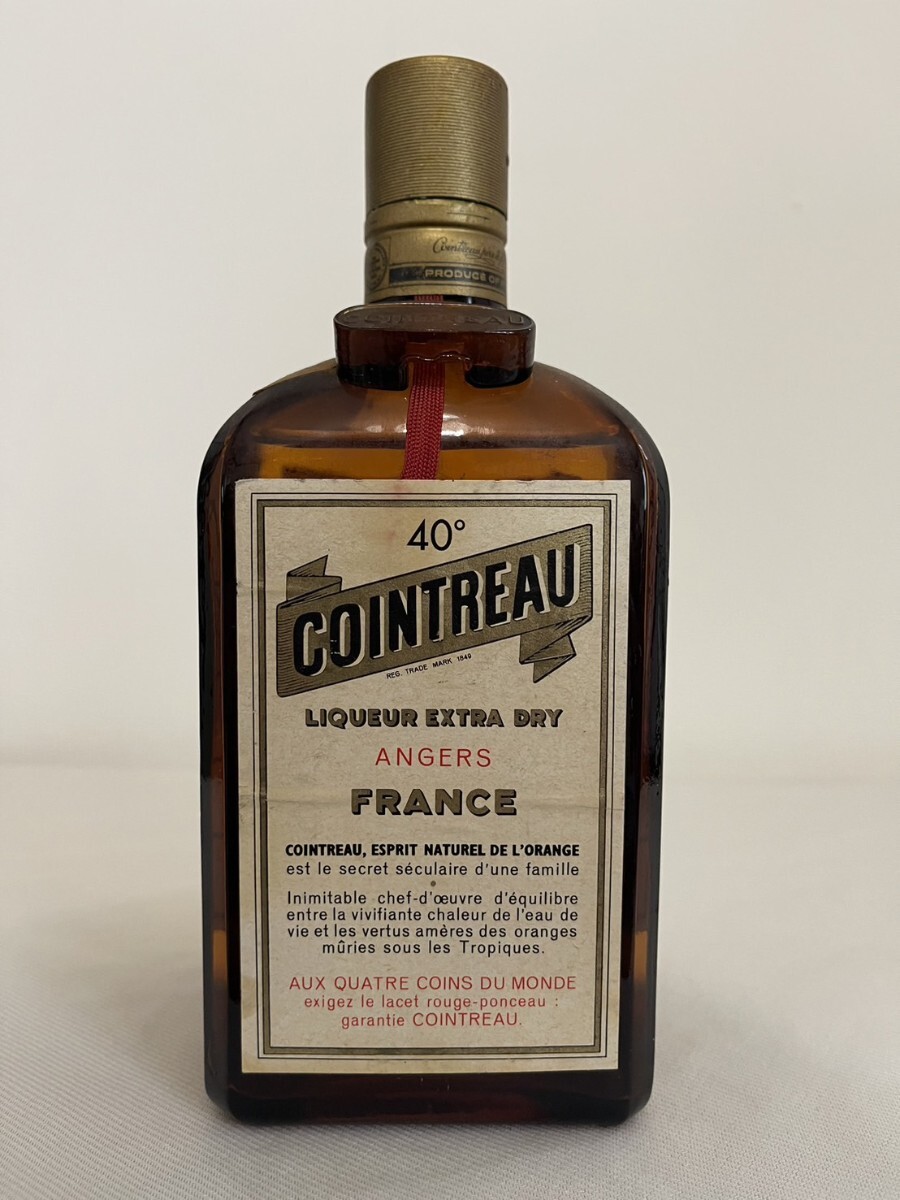 Cointreau
PRODUCE OF
COINTREAU
40°
COINTREAU
REG. TRADE MARK 1849
LIQUEUR EXTRA DRY
ANGERS
FRANCE
COINTREAU, ESPRIT NATUREL DE L'ORANGE
est le secret séculaire d'une famille
Inimitable chef-d'œuvre d'équilibre
entre la vivifiante chaleur de l'eau de
vie et les vertus amères des oranges
mûries sous les Tropiques.
AUX QUATRE COINS DU MONDE
exigez le lacet rouge-ponceau :
garantie COINTREAU.